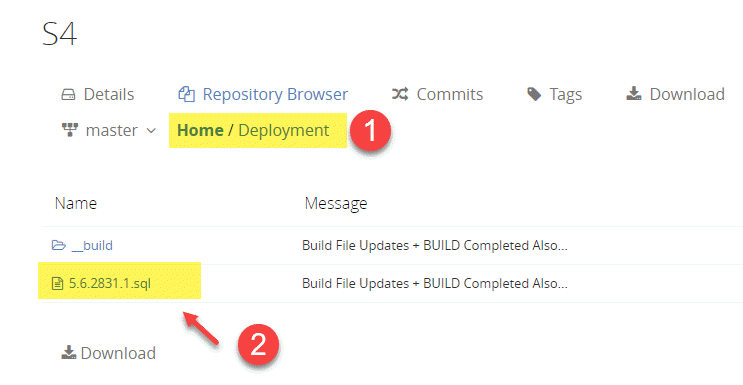 S4
Details Repository Browser Commits Tags Download
master Home / Deployment 1
Name Message
__build Build File Updates + BUILD Completed Also...
5.6.2831.1.sql Build File Updates + BUILD Completed Also...
2
Download